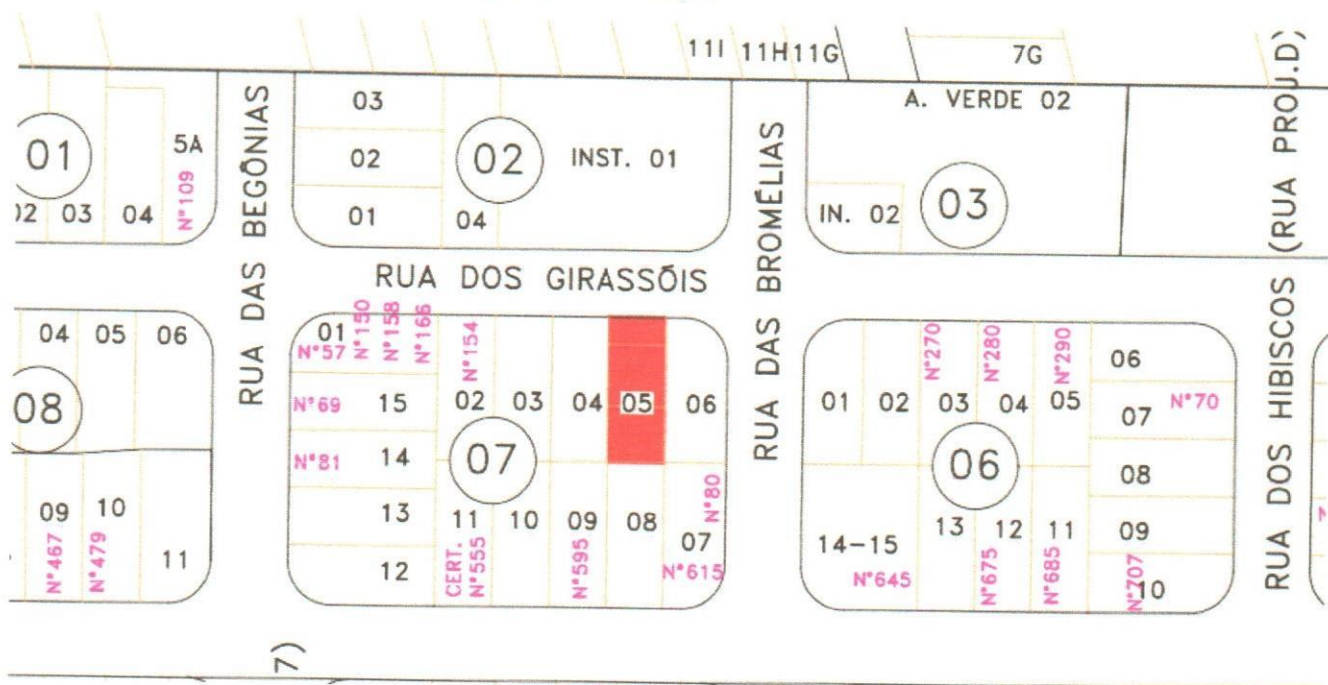 11I 11H 11G 7G
A. VERDE 02
RUA DAS BEGÔNIAS
RUA DAS BROMÉLIAS
RUA DOS HIBISCOS (RUA PROJ.D)
RUA DOS GIRASSÓIS
01
02 03 04
5A
N°109
03
02
01
02
04
INST. 01
IN. 02
03
04 05 06
08
09 10 11
N°467 N°479
01
N°57
N°150
N°158
N°166
N°154
N°69 15
N°81 14
13
12
02 03 04 05 06
07
11 10 09 08 07
CERT.
N°555
N°595
N°80
N°615
N°270
N°280
N°290
01 02 03 04 05
06
07 N°70
08
09
10
06
14-15 13 12 11
N°645
N°675
N°685
N°707
7)